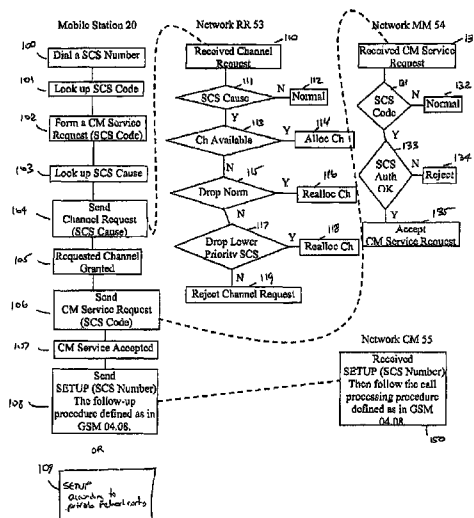 Mobile Station 20
100
Dial a SCS Number
101
Look up SCS Code
102
Form a CM Service
Request (SCS Code)
103
Look up SCS Cause
104
Send
Channel Request
(SCS Cause)
105
Requested Channel
Granted
106
Send
CM Service Request
(SCS Code)
107
CM Service Accepted
108
Send
SETUP (SCS Number)
The follow-up
procedure defined as in
GSM 04.08.
OR
109
SETUP
according to
private networks
Network RR 53
110
Received Channel
Request
111
SCS Cause
N
112
Normal
Y
113
Ch Available
Y
114
Alloc Ch
N
115
Drop Norm
Y
116
Realloc Ch
N
117
Drop Lower
Priority SCS
Y
118
Realloc Ch
N
119
Reject Channel Request
Network MM 54
Received CM Service
Request
131
SCS
Code
N
132
Normal
Y
133
SCS
Auth
OK
N
134
Reject
Y
135
Accept
CM Service Request
Network CM 55
Received
SETUP (SCS Number)
Then follow the call
processing procedure
defined as in GSM
04.08
150